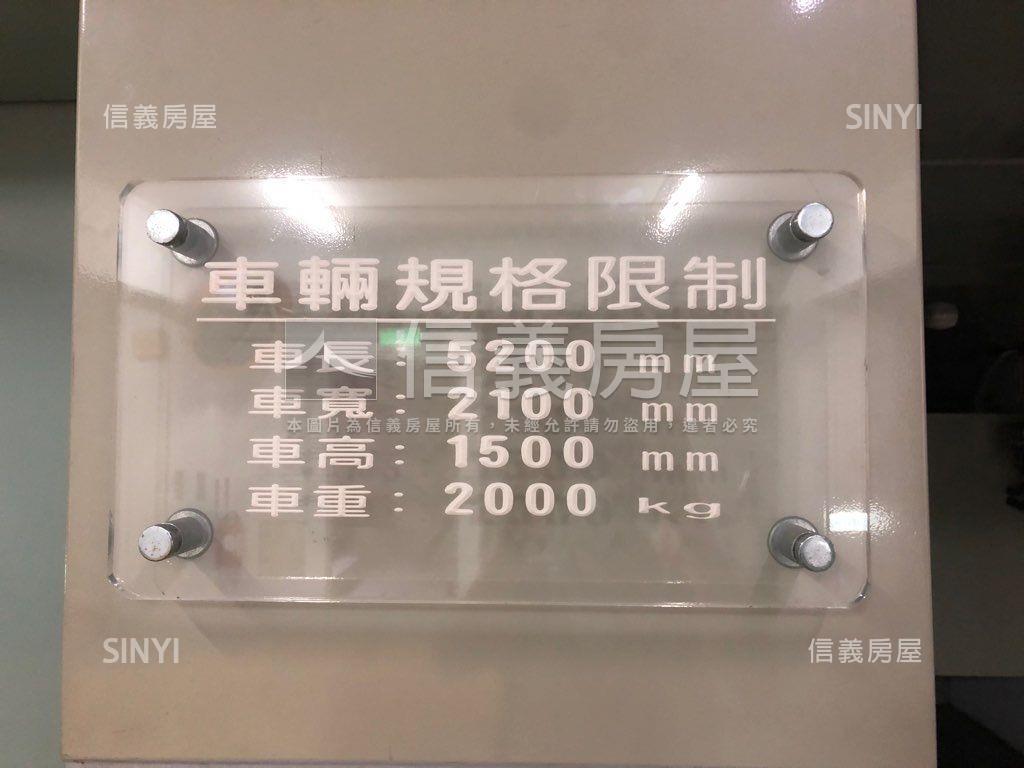 信義房屋 SINYI
車輛規格限制
車長: 5200 mm
信義房屋
車寬: 2100 mm
本圖片為信義房屋所有，未經允許請勿盜用，違者必究
車高: 1500 mm
車重: 2000 kg
SINYI 信義房屋